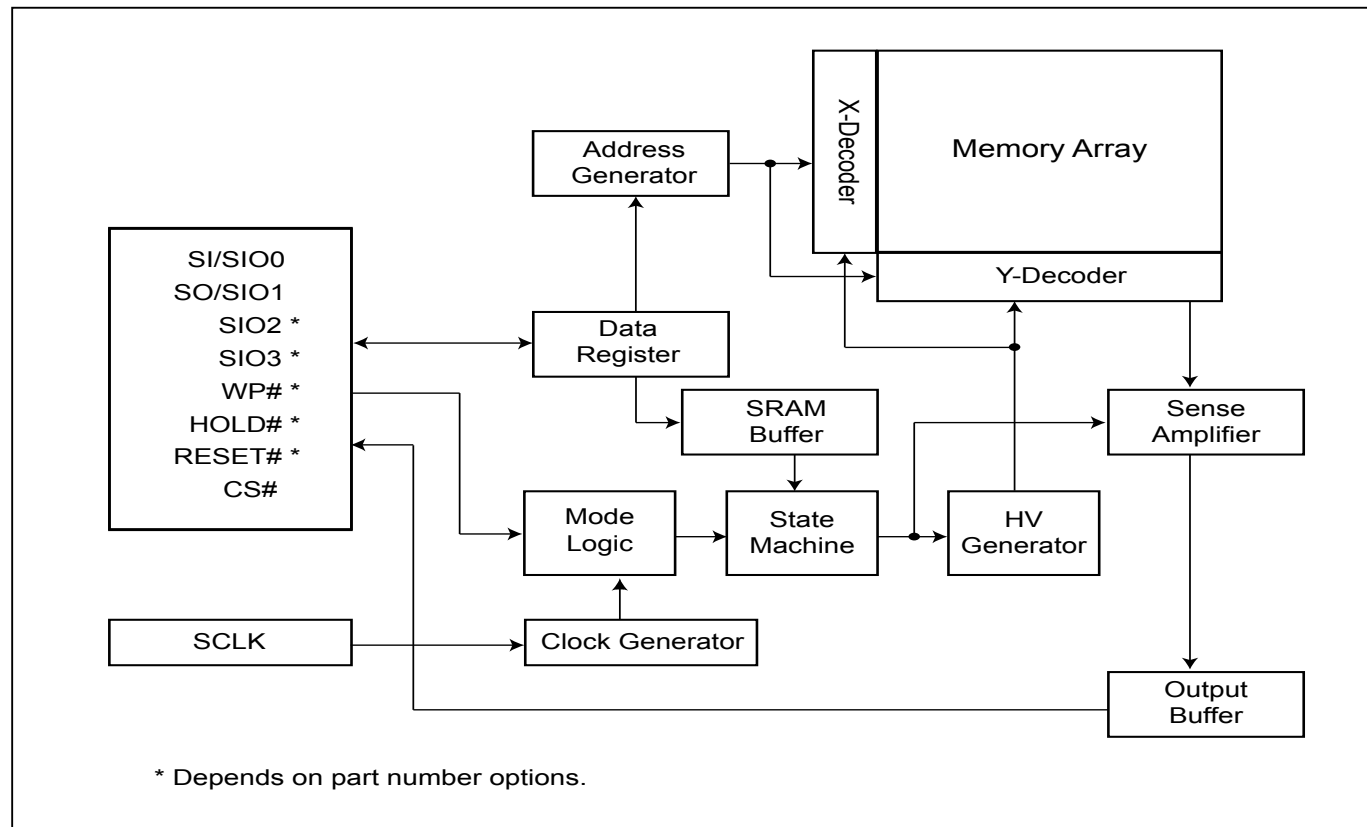 X-Decoder
Memory Array
Address
Generator
Y-Decoder
SI/SIO0
SO/SIO1
SIO2 *
SIO3 *
WP# *
HOLD# *
RESET# *
CS#
Data
Register
SRAM
Buffer
Sense
Amplifier
Mode
Logic
State
Machine
HV
Generator
SCLK
Clock Generator
Output
Buffer
* Depends on part number options.